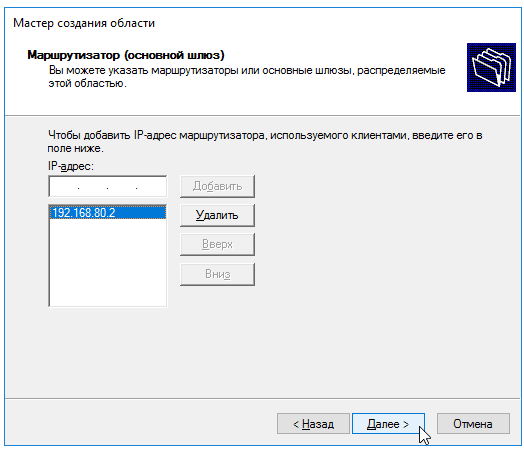 Мастер создания области
Маршрутизатор (основной шлюз)
Вы можете указать маршрутизаторы или основные шлюзы, распределяемые
этой областью.
Чтобы добавить IP-адрес маршрутизатора, используемого клиентами, введите его в
поле ниже.
IP-адрес:
. . .
Добавить
192.168.80.2
Удалить
Вверх
Вниз
< Назад
Далее >
Отмена